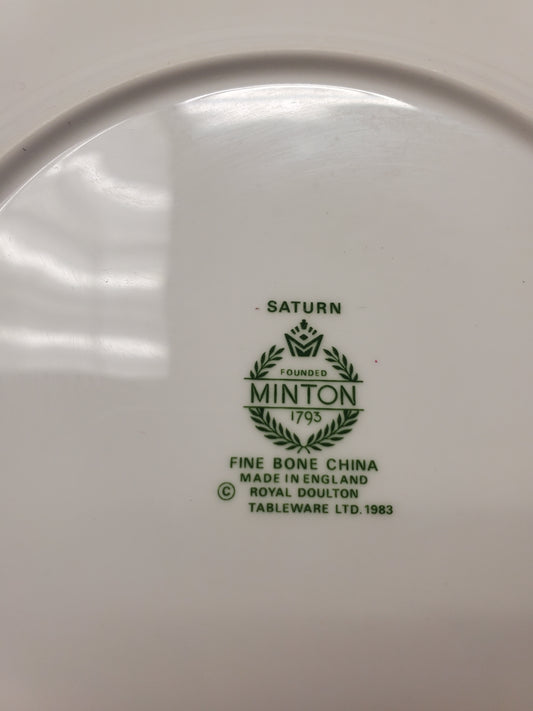 SATURN
FOUNDED
MINTON
1793
FINE BONE CHINA
MADE IN ENGLAND
© ROYAL DOULTON
TABLEWARE LTD. 1983